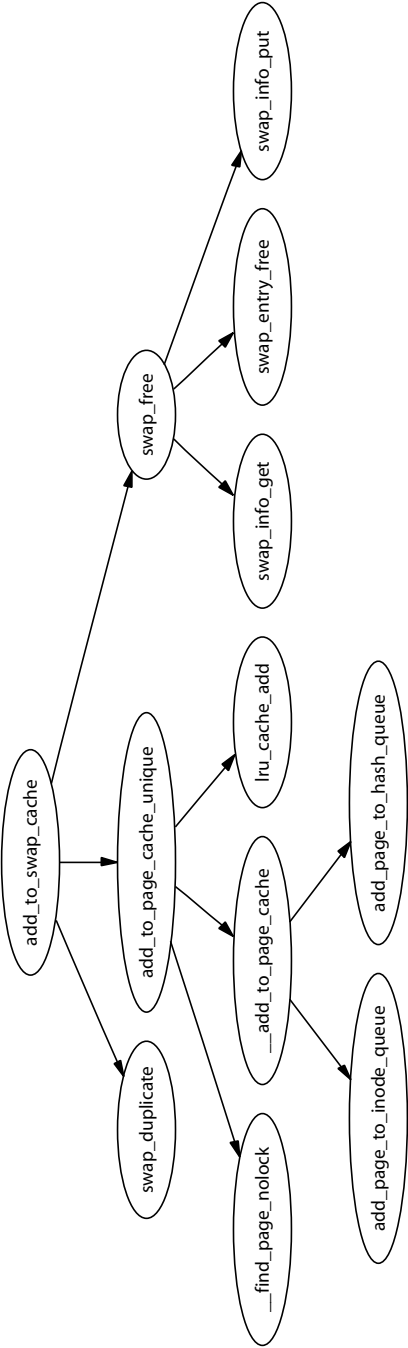 add_to_swap_cache
swap_duplicate
add_to_page_cache_unique
swap_free
__find_page_nolock
__add_to_page_cache
lru_cache_add
swap_info_get
swap_entry_free
swap_info_put
add_page_to_inode_queue
add_page_to_hash_queue